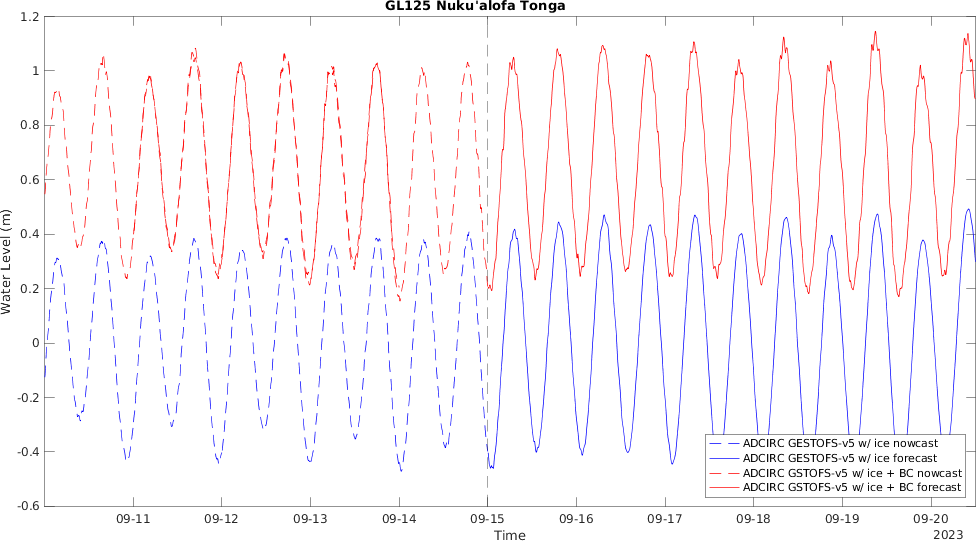 GL125 Nuku'alofa Tonga
1.2
1
0.8
0.6
0.4
0.2
0
-0.2
-0.4
-0.6
Water Level (m)
ADCIRC GESTOFS-v5 w/ ice nowcast
ADCIRC GESTOFS-v5 w/ ice forecast
ADCIRC GSTOFS-v5 w/ ice + BC nowcast
ADCIRC GSTOFS-v5 w/ ice + BC forecast
09-11 09-12 09-13 09-14 09-15 09-16 09-17 09-18 09-19 09-20
Time
2023